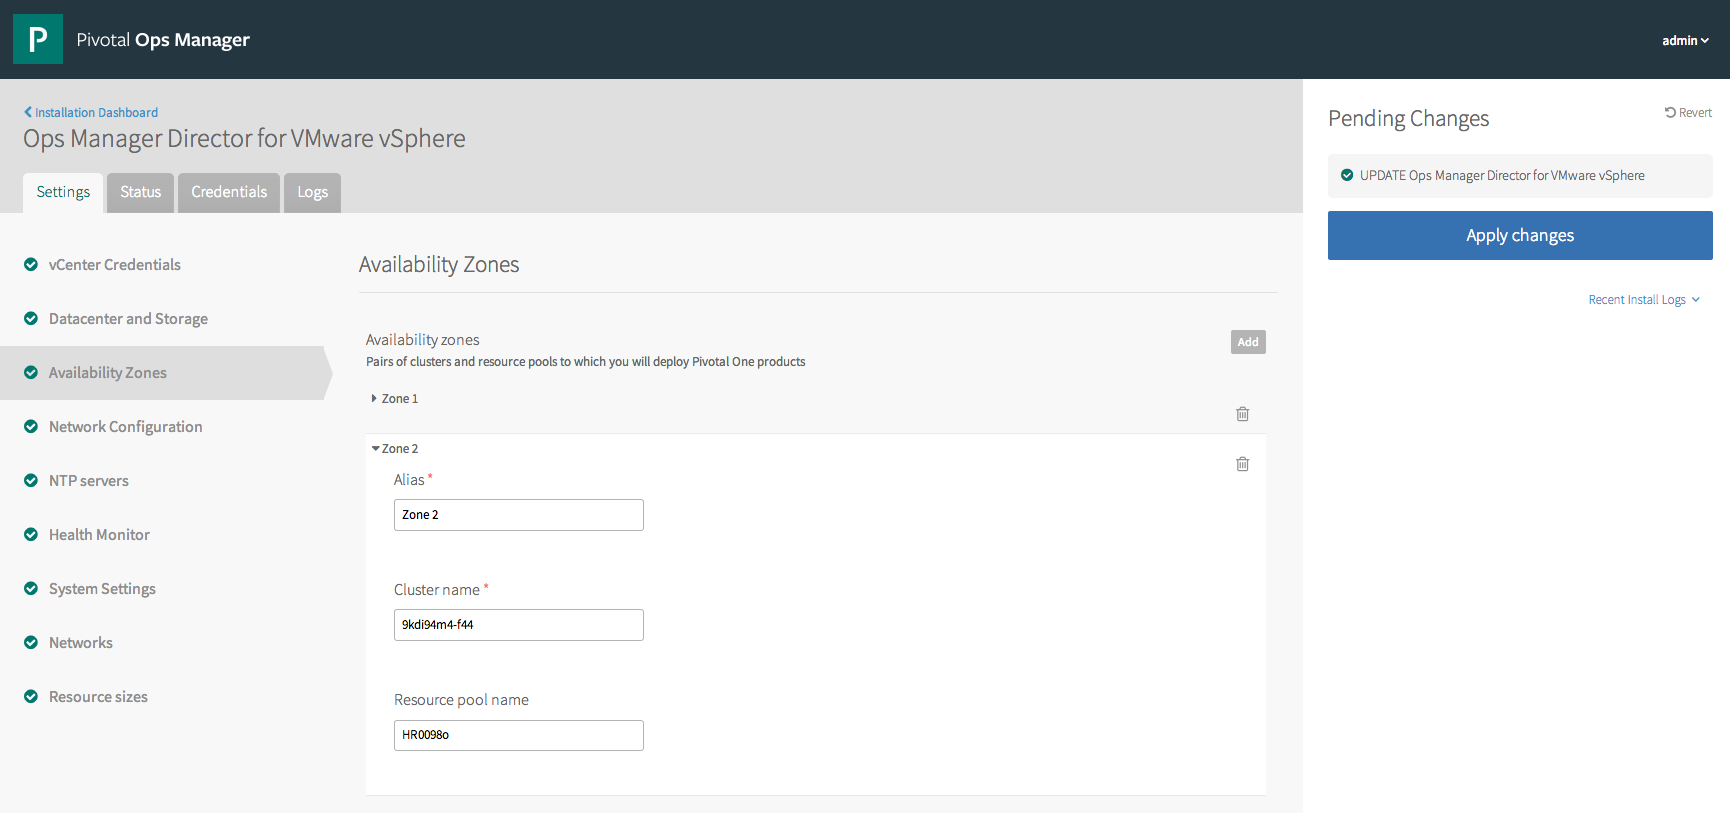 P
Pivotal Ops Manager
admin
Installation Dashboard
Ops Manager Director for VMware vSphere
Settings
Status
Credentials
Logs
vCenter Credentials
Datacenter and Storage
Availability Zones
Network Configuration
NTP servers
Health Monitor
System Settings
Networks
Resource sizes
Availability Zones
Availability zones
Add
Pairs of clusters and resource pools to which you will deploy Pivotal One products
Zone 1
Zone 2
Alias *
Zone 2
Cluster name *
9kdi94m4-f44
Resource pool name
HR0098o
Pending Changes
Revert
UPDATE Ops Manager Director for VMware vSphere
Apply changes
Recent Install Logs